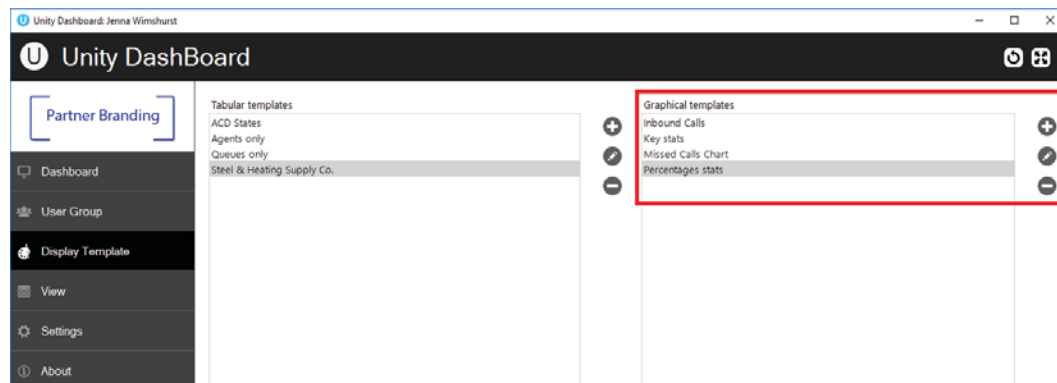 Unity Dashboard: Jenna Wimshurst
U Unity DashBoard
Partner Branding
Dashboard
User Group
Display Template
View
Settings
About
Tabular templates
ACD States
Agents only
Queues only
Steel & Heating Supply Co.
Graphical templates
Inbound Calls
Key stats
Missed Calls Chart
Percentages stats